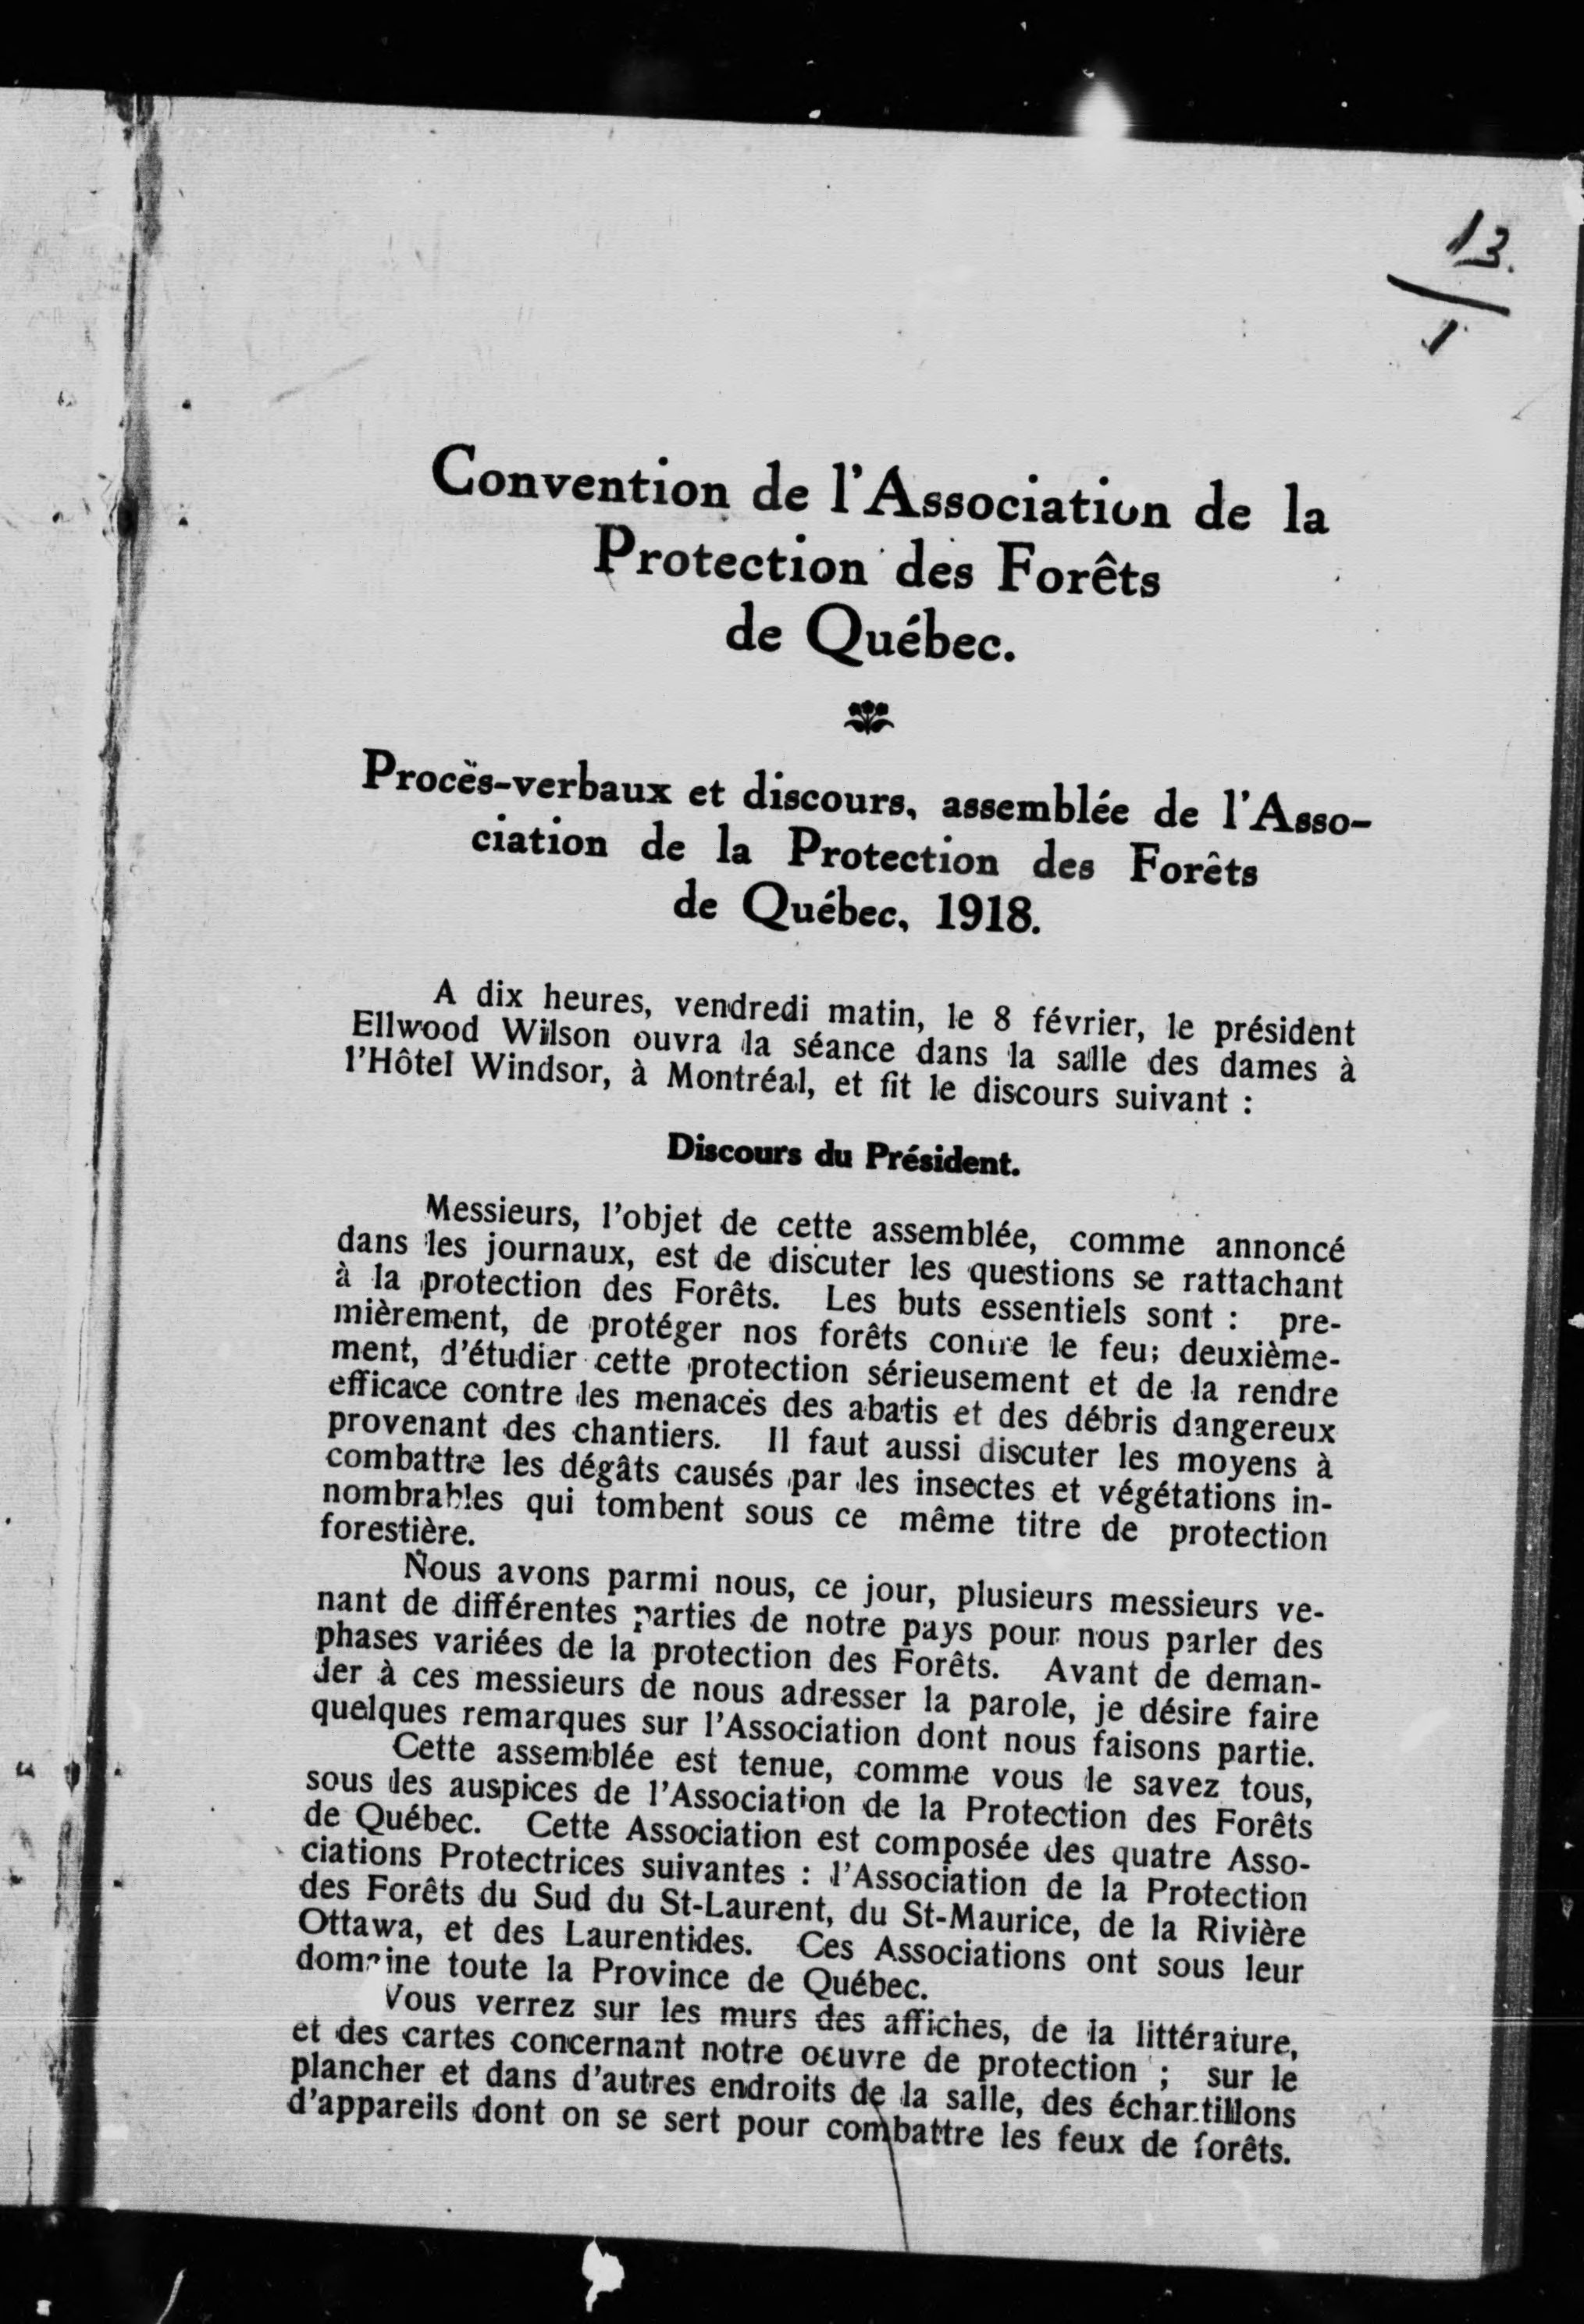 13.
1
Convention de l'Association de la
Protection des Forêts
de Québec.
Procës-verbaux et discours, assemblée de l'Asso-
ciation de la Protection des Forêts
de Québec, 1918.
A dix heures, vendredi matin, le 8 février, le président
Ellwood Wilson ouvra la séance dans la salle des dames à
l'Hôtel Windsor, à Montréal, et fit le discours suivant :
Discours du Président.
Messieurs, l'objet de cette assemblée, comme annoncé
dans les journaux, est de discuter les questions se rattachant
à la protection des Forêts. Les buts essentiels sont : pre-
mièrement, de protéger nos forêts contre le feu; deuxième-
ment, d'étudier cette protection sérieusement et de la rendre
efficace contre les menaces des abatis et des débris dangereux
provenant des chantiers. Il faut aussi discuter les moyens à
combattre les dégâts causés par les insectes et végétations in-
nombrables qui tombent sous ce même titre de protection
forestière.
Nous avons parmi nous, ce jour, plusieurs messieurs ve-
nant de différentes parties de notre pays pour nous parler des
phases variées de la protection des Forêts. Avant de deman-
der à ces messieurs de nous adresser la parole, je désire faire
quelques remarques sur l'Association dont nous faisons partie.
Cette assemblée est tenue, comme vous le savez tous,
sous les auspices de l'Association de la Protection des Forêts
de Québec. Cette Association est composée des quatre Asso-
ciations Protectrices suivantes : l'Association de la Protection
des Forêts du Sud du St-Laurent, du St-Maurice, de la Rivière
Ottawa, et des Laurentides. Ces Associations ont sous leur
domaine toute la Province de Québec.
Vous verrez sur les murs des affiches, de la littérature,
et des cartes concernant notre oeuvre de protection ; sur le
plancher et dans d'autres endroits de la salle, des échantillons
d'appareils dont on se sert pour combattre les feux de forêts.